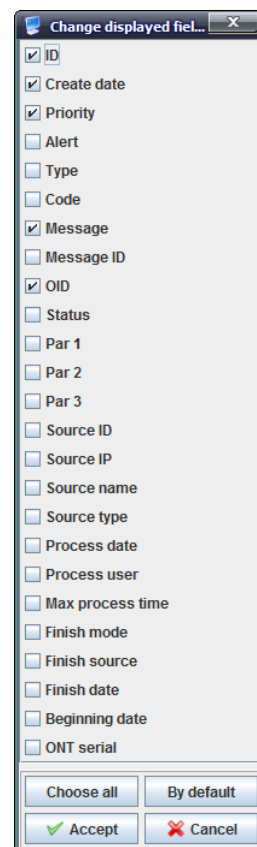 Change displayed fiel...
ID
Create date
Priority
Alert
Type
Code
Message
Message ID
OID
Status
Par 1
Par 2
Par 3
Source ID
Source IP
Source name
Source type
Process date
Process user
Max process time
Finish mode
Finish source
Finish date
Beginning date
ONT serial
Choose all By default
Accept Cancel